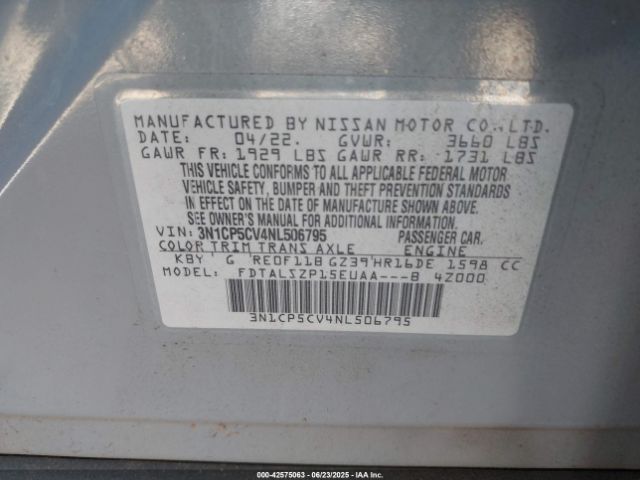 MANUFACTURED BY NISSAN MOTOR CO.,LTD.
DATE: 04/22. GVWR: 3660 LBS
GAWR FR: 1929 LBS GAWR RR: 1731 LBS
THIS VEHICLE CONFORMS TO ALL APPLICABLE FEDERAL MOTOR
VEHICLE SAFETY, BUMPER AND THEFT PREVENTION STANDARDS
IN EFFECT ON THE DATE OF MANUFACTURE SHOWN ABOVE.
SEE OWNER'S MANUAL FOR ADDITIONAL INFORMATION.
VIN: 3N1CP5CV4NL506795 PASSENGER CAR.
COLOR TRIM TRANS AXLE ENGINE
KBY G RE0F11B GZ39 HR16DE 1598 CC
MODEL: FDTALSZP15EUAA---B 4Z000
3N1CP5CV4NL506795
000-42575063 | 06/23/2025 | IAA Inc.